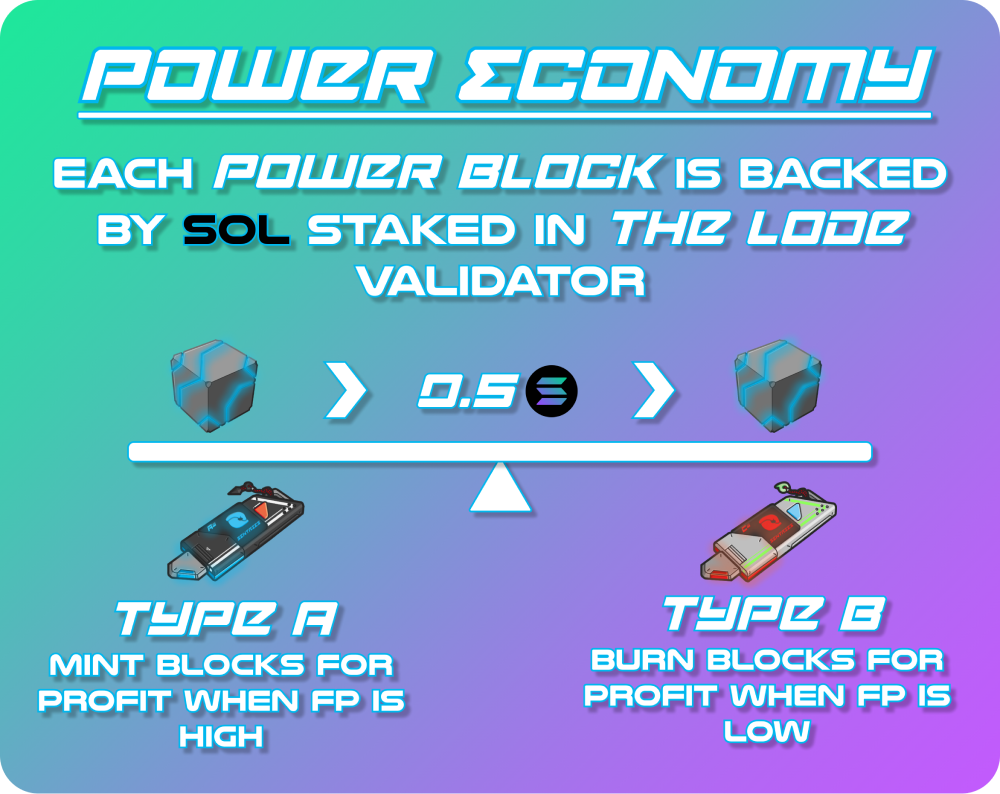 POWER ECONOMY
EACH POWER BLOCK IS BACKED
BY SOL STAKED IN THE LODE
VALIDATOR
0.5
TYPE A
MINT BLOCKS FOR
PROFIT WHEN FP IS
HIGH
TYPE B
BURN BLOCKS FOR
PROFIT WHEN FP IS
LOW